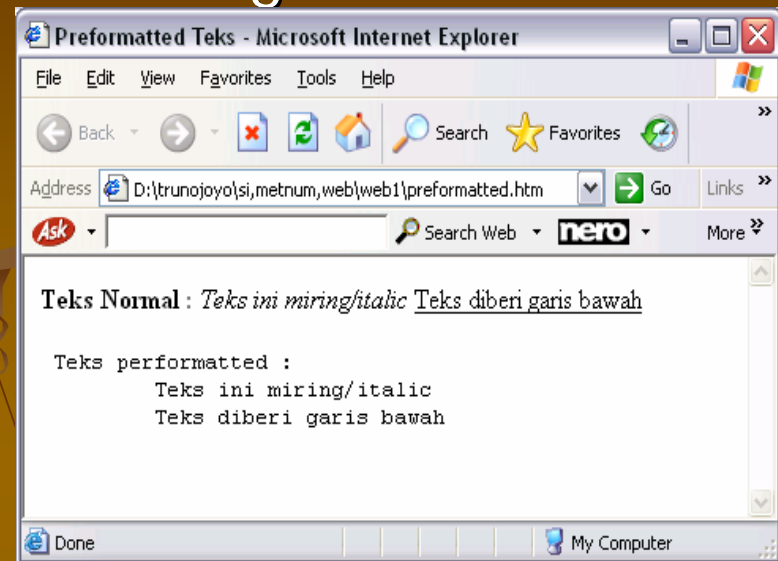 Preformatted Teks - Microsoft Internet Explorer
File Edit View Favorites Tools Help
Back Search Favorites »
Address D:\trunojoyo\si,metnum,web\web1\preformatted.htm Go Links »
Ask Search Web nero More »
Teks Normal : Teks ini miring/italic Teks diberi garis bawah
Teks performatted :
Teks ini miring/italic
Teks diberi garis bawah
Done My Computer